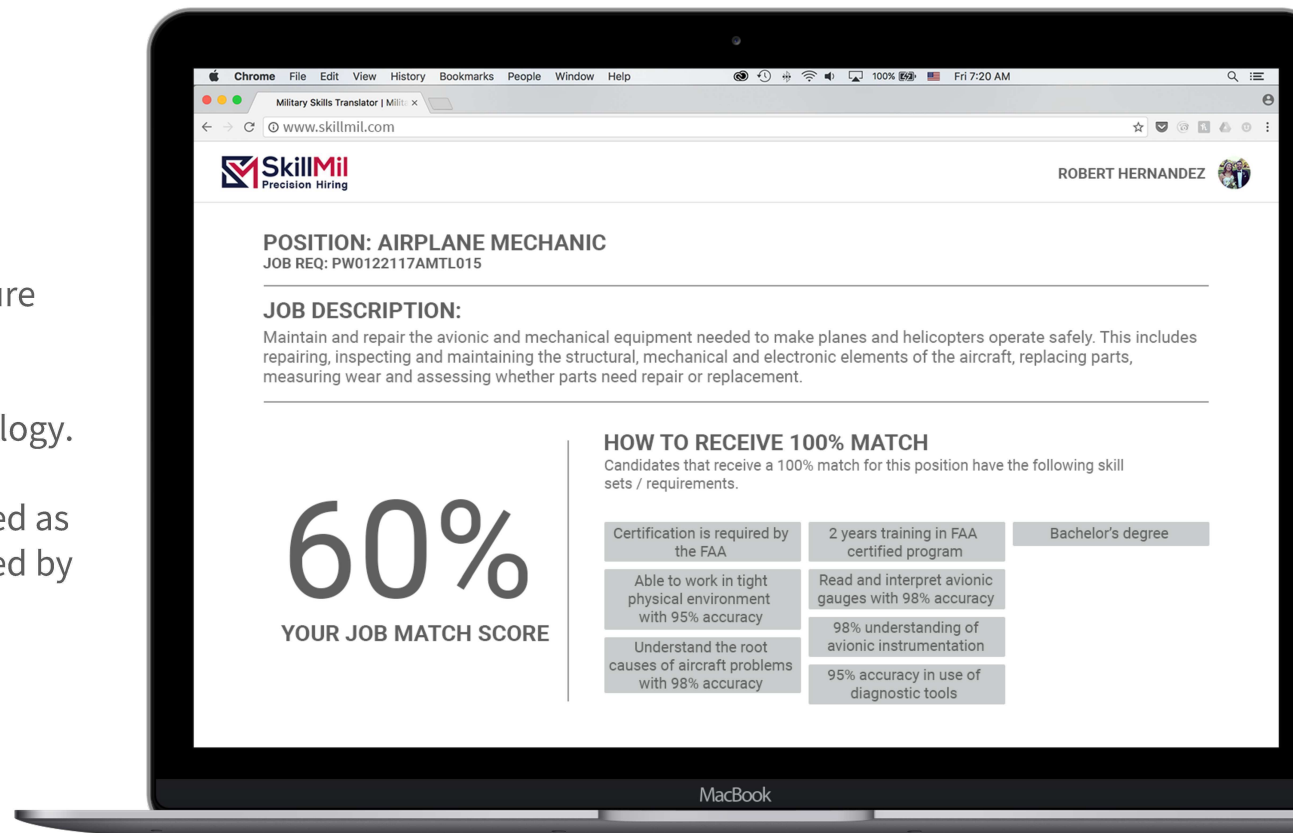 ure
logy.
ed as
ed by
Chrome File Edit View History Bookmarks People Window Help 100% Fri 7:20 AM
Military Skills Translator | Milita
www.skillmil.com
SkillMil
Precision Hiring
ROBERT HERNANDEZ
POSITION: AIRPLANE MECHANIC
JOB REQ: PW0122117AMTL015
JOB DESCRIPTION:
Maintain and repair the avionic and mechanical equipment needed to make planes and helicopters operate safely. This includes
repairing, inspecting and maintaining the structural, mechanical and electronic elements of the aircraft, replacing parts,
measuring wear and assessing whether parts need repair or replacement.
60%
YOUR JOB MATCH SCORE
HOW TO RECEIVE 100% MATCH
Candidates that receive a 100% match for this position have the following skill
sets / requirements.
Certification is required by
the FAA
Able to work in tight
physical environment
with 95% accuracy
Understand the root
causes of aircraft problems
with 98% accuracy
2 years training in FAA
certified program
Read and interpret avionic
gauges with 98% accuracy
98% understanding of
avionic instrumentation
95% accuracy in use of
diagnostic tools
Bachelor's degree
MacBook